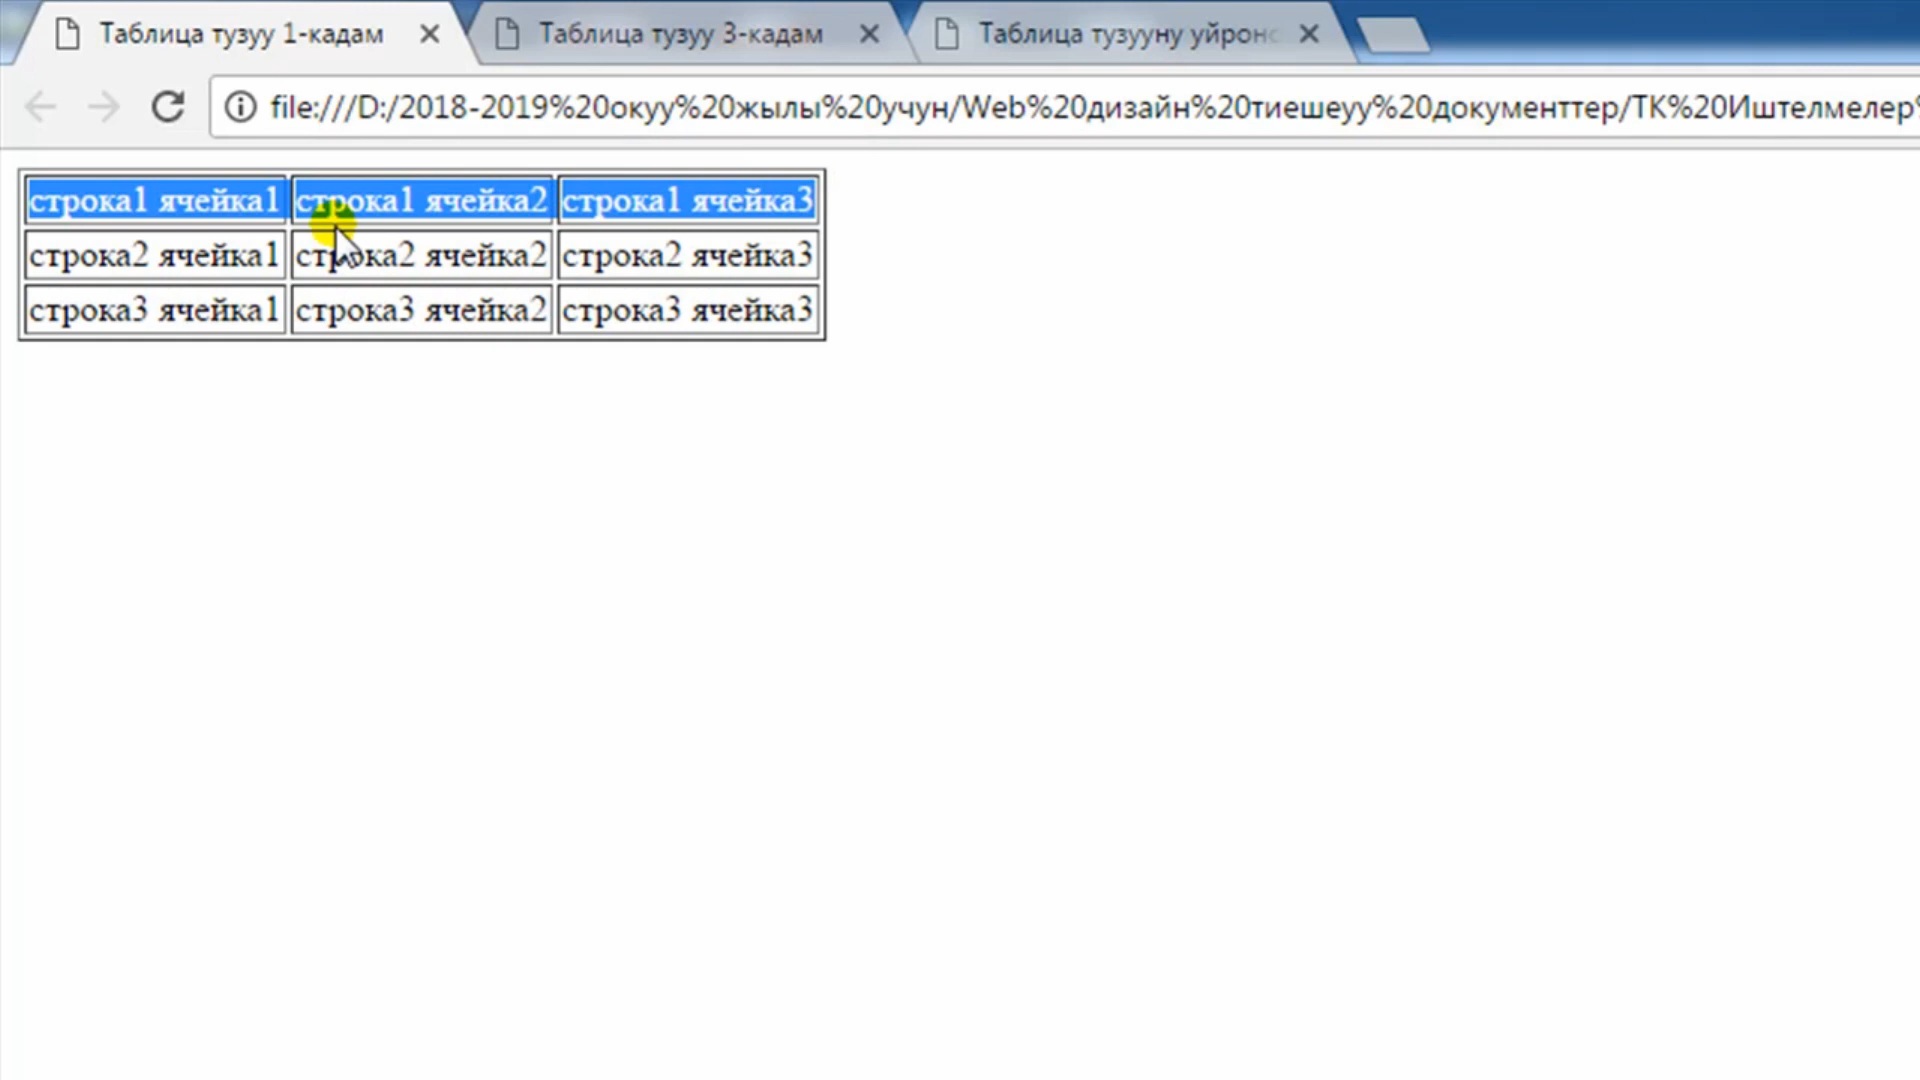 Таблица тузуу 1-кадам Таблица тузуу 3-кадам Таблица тузууну уйронс
file:///D:/2018-2019%20окуу%20жылы%20учун/Web%20дизайн%20тиешеуу%20документтер/ТК%20Иштелмелер%
строка1 ячейка1 строка1 ячейка2 строка1 ячейка3
строка2 ячейка1 строка2 ячейка2 строка2 ячейка3
строка3 ячейка1 строка3 ячейка2 строка3 ячейка3